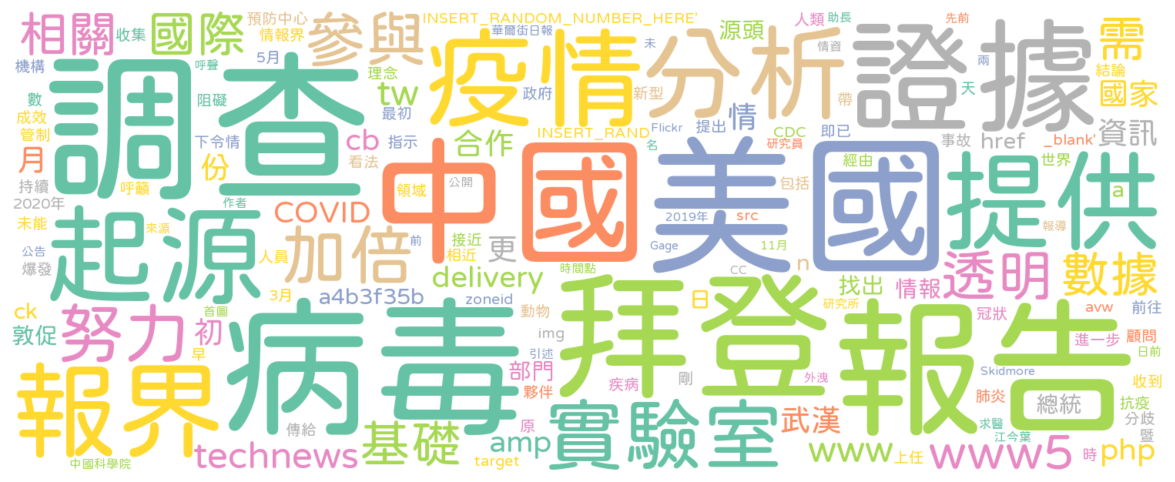 相關 收集 國際 預防中心 情報界 參與 INSERT_RANDOM_NUMBER_HERE' 華爾街日報 源頭 人類 助長 先前 需
機構 呼聲 5月 理念 疫情 未 分析 情資 證據 兩 結論
調查 數 成效 管制 阻礙 tw 最初 政府 新型 帶 天 國家
下令情 指示 cb 合作 INSERT_RAND Flickr 名 提出 情 CDC 研究員 即已 事故 href _blank' 資訊
月 份 看法 中國 美國 經由 世界 提供
持續 2020年 呼籲 領域 公開 包括 a
未能 來源 作者 COVID 2019年 src 報導
公告 爆發 起源 人員 加倍 前 接近 相近 更 Gage CC 11月 n 透明 數據
3月 時間點 delivery 找出 情報
ck 敦促 努力 初 首圖 早 a4b3f35b zoneid 動物 img 日 研究所 冠狀 avw 前往
病毒 引述 拜登 報告 進一步 顧問 日前
報界 部門 夥伴 疾病 剛 外洩 Skidmore 肺炎 總統 收到 抗疫
傳給 基礎 原 amp 實驗室 武漢 求醫 江今葉 分歧 暨
中國科學院 technews target www 上任 www5 時 php